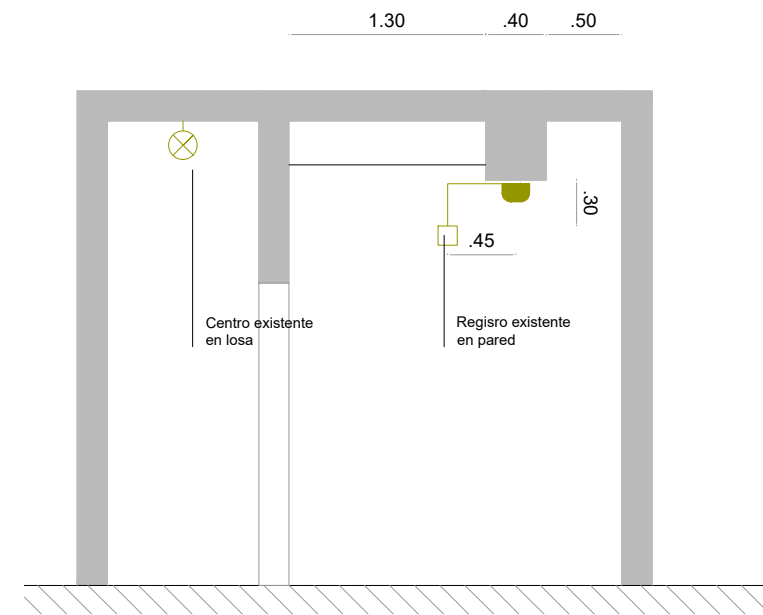 1.30 .40 .50
.30
.45
Centro existente
en losa
Regisro existente
en pared